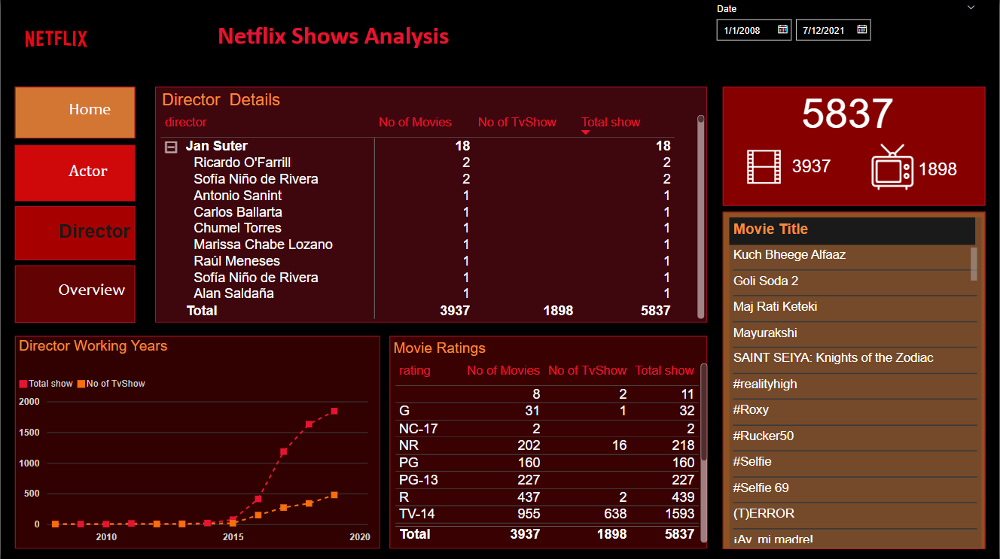 NETFLIX
Netflix Shows Analysis
Date
1/1/2008 7/12/2021
Home
Actor
Director
Overview
Director Details
director No of Movies No of TvShow Total show
Jan Suter 18 18
Ricardo O'Farrill 2 2
Sofía Niño de Rivera 2 2
Antonio Sanint 1 1
Carlos Ballarta 1 1
Chumel Torres 1 1
Marissa Chabe Lozano 1 1
Raúl Meneses 1 1
Sofía Niño de Rivera 1 1
Alan Saldaña 1 1
Total 3937 1898 5837
5837
3937 1898
Director Working Years
Total show No of TvShow
2000
1500
1000
500
0
2010 2015 2020
Movie Ratings
rating No of Movies No of TvShow Total show
8 2 11
G 31 1 32
NC-17 2 2
NR 202 16 218
PG 160 160
PG-13 227 227
R 437 2 439
TV-14 955 638 1593
Total 3937 1898 5837
Movie Title
Kuch Bheege Alfaaz
Goli Soda 2
Maj Rati Keteki
Mayurakshi
SAINT SEIYA: Knights of the Zodiac
#realityhigh
#Roxy
#Rucker50
#Selfie
#Selfie 69
(T)ERROR
¡Ay, mi madre!